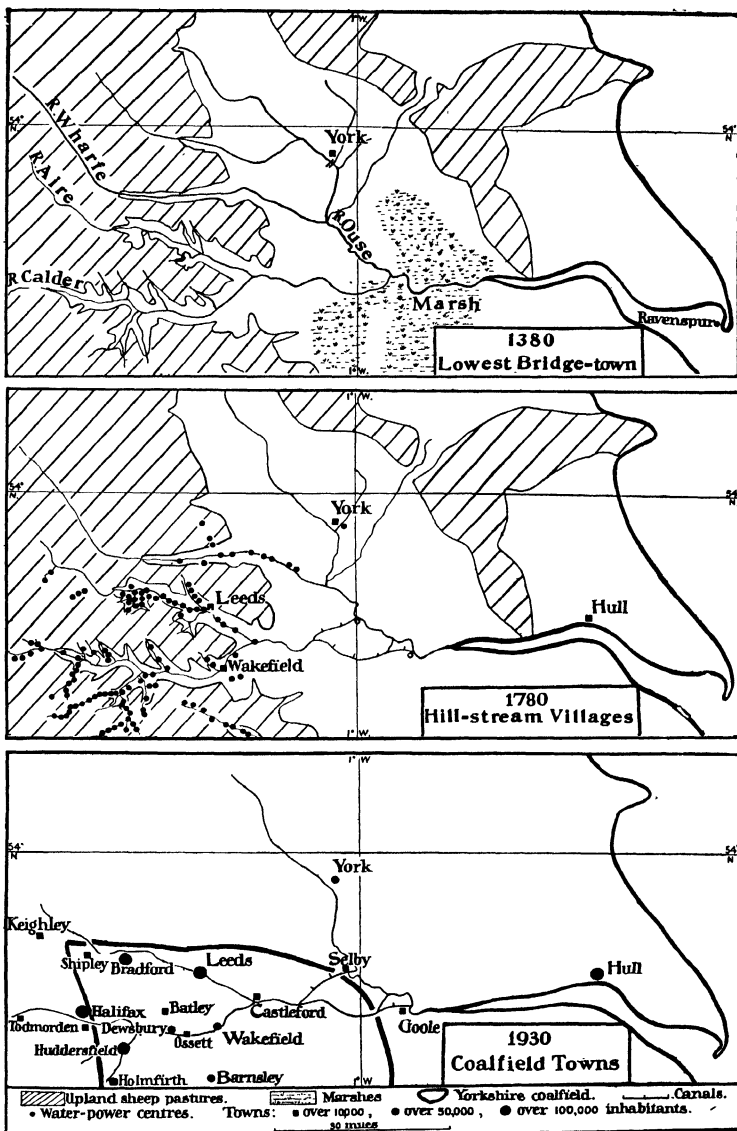 1°W.
54°
N
54°
N
R. Wharfe
R. Aire
York
R. Ouse
R Calder
Marsh
Ravenspur
1380
Lowest Bridge-town
1°W.
1° W.
54°
N
54°
N
York
Leeds
Hull
Wakefield
1780
Hill-stream Villages
1° W.
1° W
54°
N
54°
N
York
Keighley
Shipley
Bradford
Leeds
Selby
Hull
Halifax
Batley
Castleford
Todmorden
Dewsbury
Ossett
Wakefield
Goole
Huddersfield
Holmfirth
Barnsley
1930
Coalfield Towns
1° W
Upland sheep pastures. Marshes Yorkshire coalfield. Canals.
Water-power centres. Towns: over 10,000, over 50,000, over 100,000 inhabitants.
30 miles